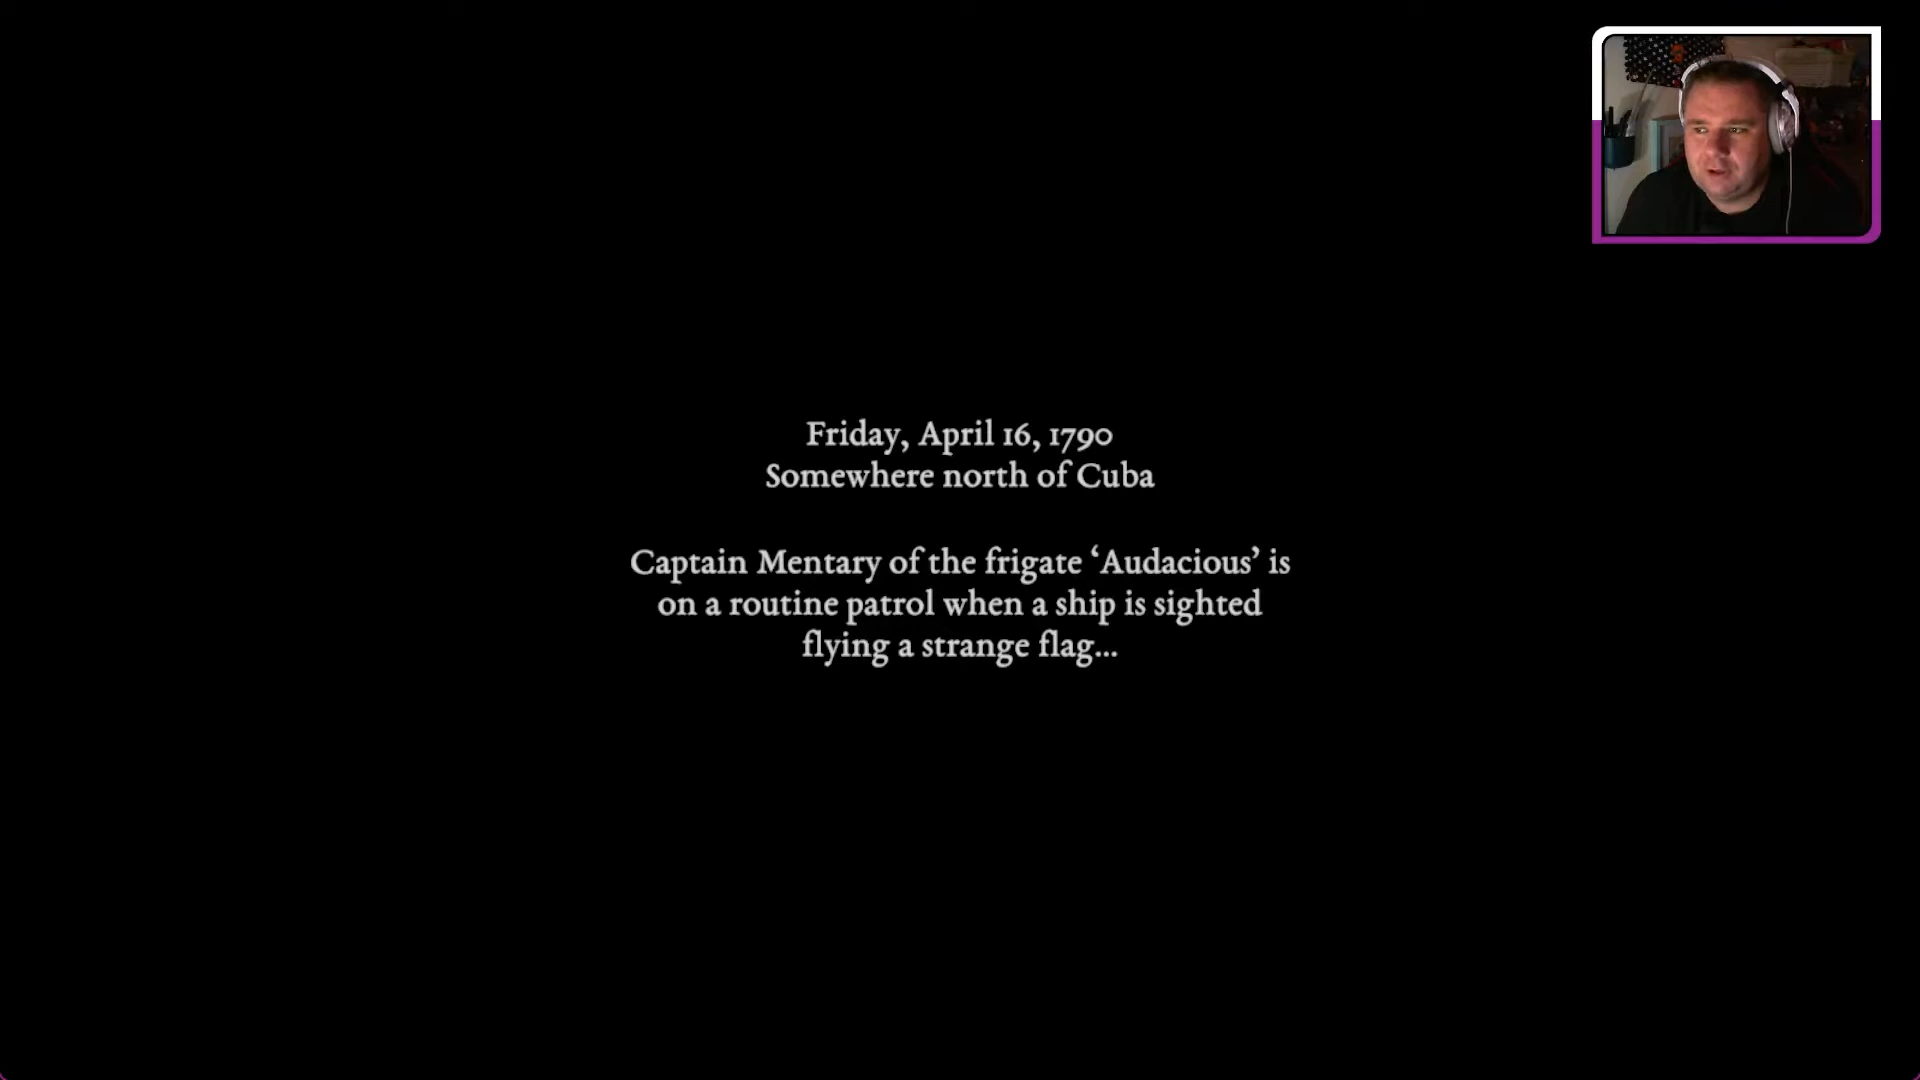 Friday, April 16, 1790
Somewhere north of Cuba
Captain Mentary of the frigate ‘Audacious’ is
on a routine patrol when a ship is sighted
flying a strange flag...